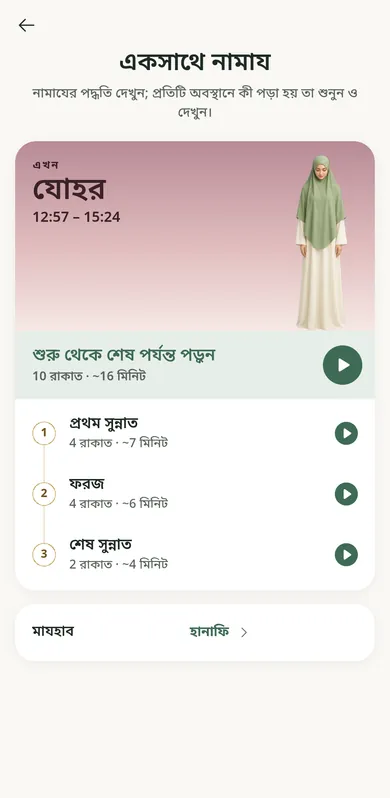 একসাথে নামায
নামাযের পদ্ধতি দেখুন; প্রতিটি অবস্থানে কী পড়া হয় তা শুনুন ও
দেখুন।
এখন
যোহর
12:57 – 15:24
শুরু থেকে শেষ পর্যন্ত পড়ুন
10 রাকাত · ~16 মিনিট
1
প্রথম সুন্নাত
4 রাকাত · ~7 মিনিট
2
ফরজ
4 রাকাত · ~6 মিনিট
3
শেষ সুন্নাত
2 রাকাত · ~4 মিনিট
মাযহাব
হানাফি